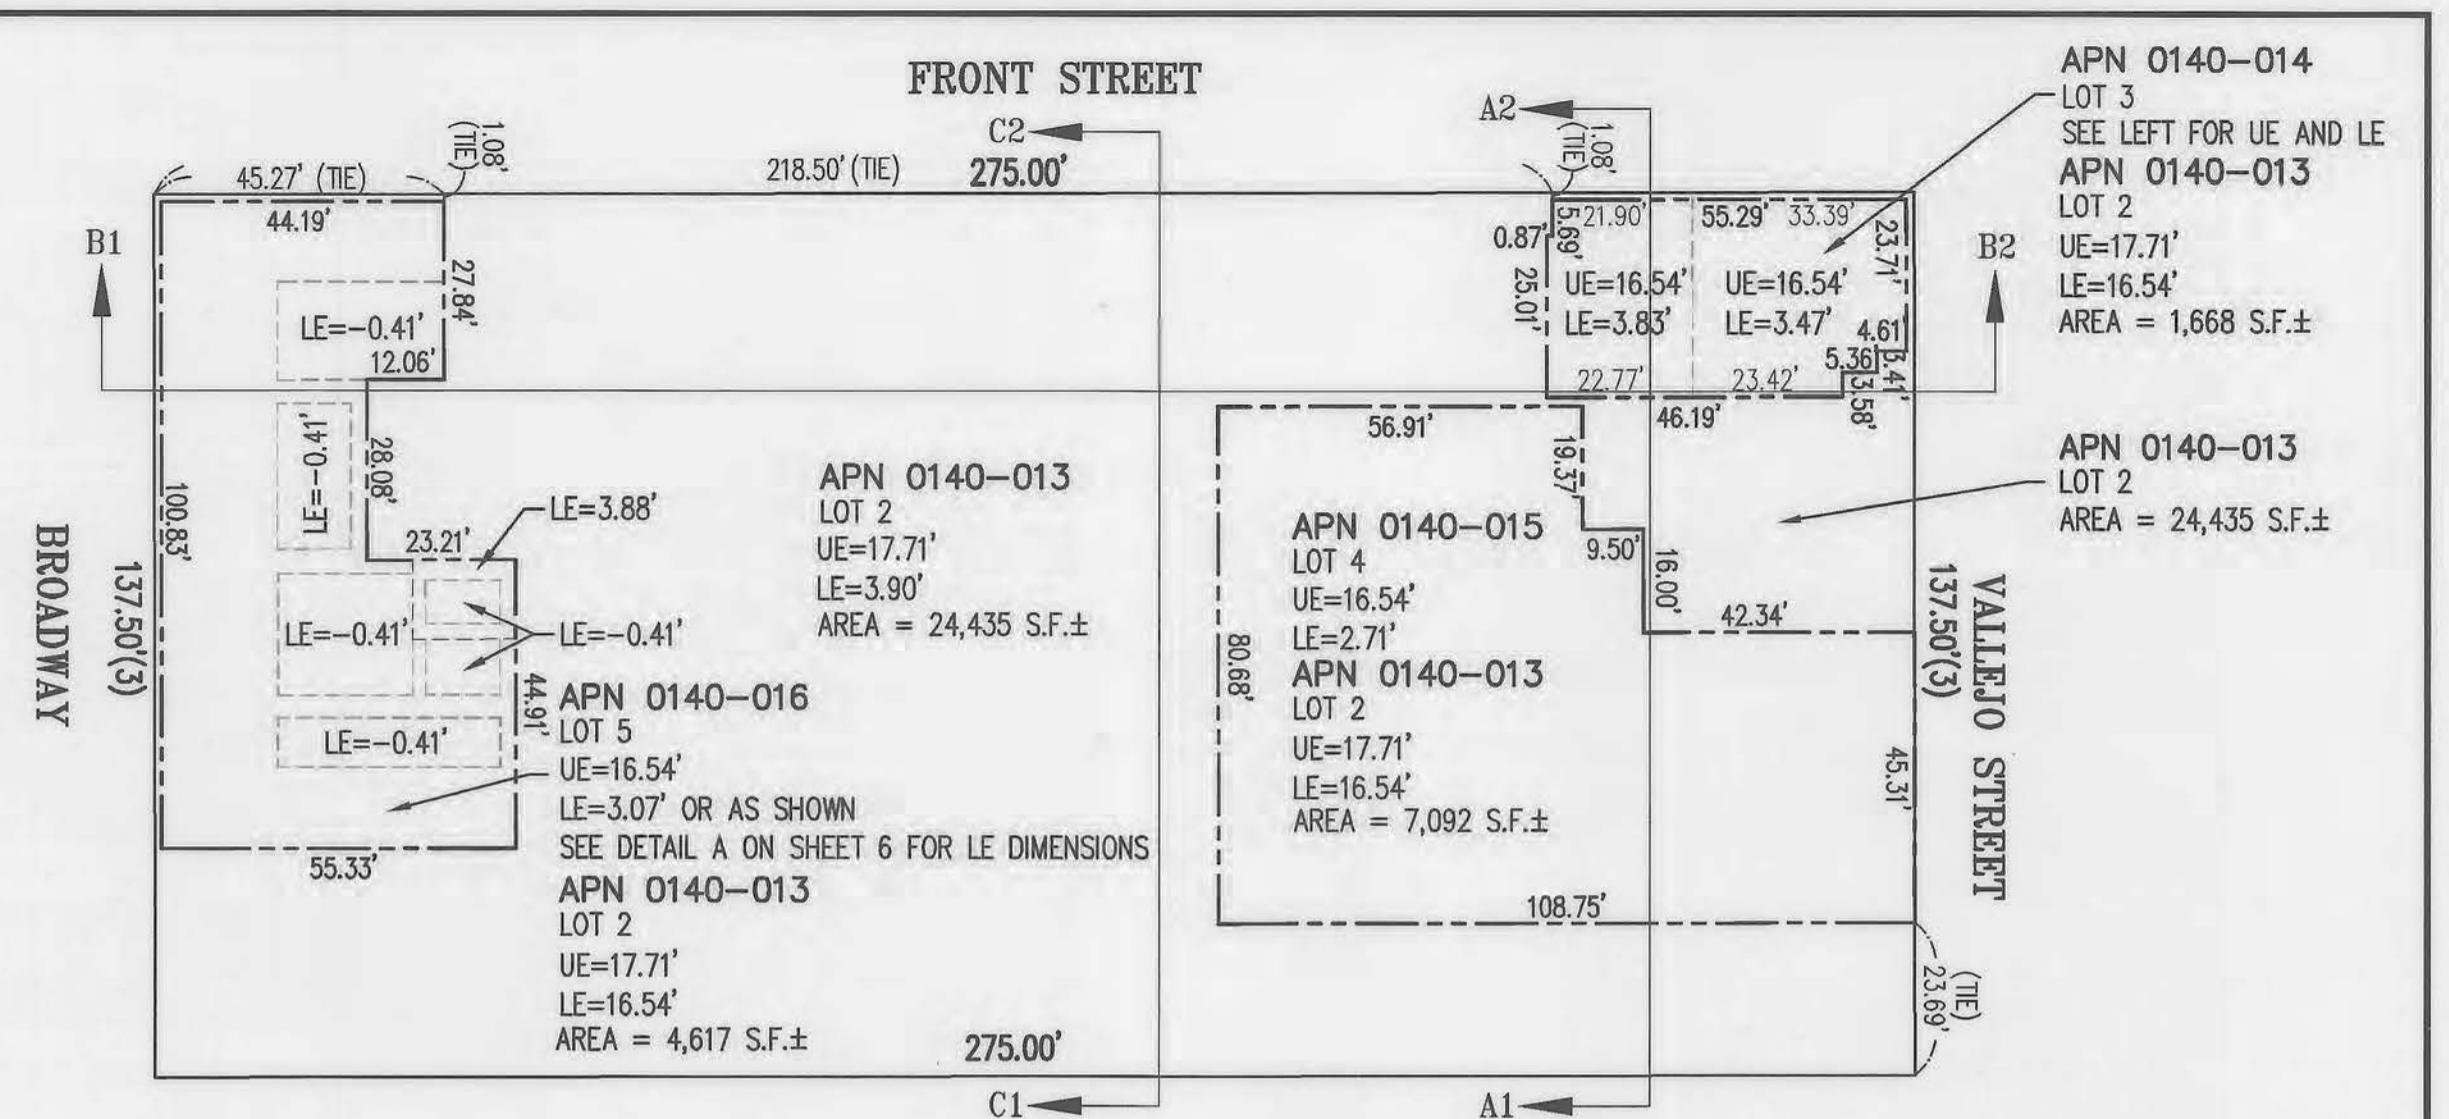 FRONT STREET
C2
A2
1.08'
(TIE)
1.08'
(TIE)
45.27' (TIE)
218.50' (TIE)
275.00'
APN 0140-014
LOT 3
SEE LEFT FOR UE AND LE
APN 0140-013
LOT 2
UE=17.71'
LE=16.54'
AREA = 1,668 S.F.±
44.19'
B1
27.84'
LE=-0.41'
12.06'
0.87'
5.69'
21.90'
55.29'
33.39'
23.71'
B2
25.01'
UE=16.54'
LE=3.83'
UE=16.54'
LE=3.47'
4.61'
5.36'
3.41'
3.58'
22.77'
23.42'
46.19'
56.91'
19.37'
LE=-0.41'
28.08'
100.83'
BROADWAY
137.50'(3)
23.21'
LE=3.88'
APN 0140-013
LOT 2
UE=17.71'
LE=3.90'
AREA = 24,435 S.F.±
APN 0140-013
LOT 2
AREA = 24,435 S.F.±
9.50'
16.00'
42.34'
137.50'(3)
VALLEJO STREET
APN 0140-015
LOT 4
UE=16.54'
LE=2.71'
APN 0140-013
LOT 2
UE=17.71'
LE=16.54'
AREA = 7,092 S.F.±
80.68'
45.31'
108.75'
LE=-0.41'
LE=-0.41'
44.91'
LE=-0.41'
APN 0140-016
LOT 5
UE=16.54'
LE=3.07' OR AS SHOWN
SEE DETAIL A ON SHEET 6 FOR LE DIMENSIONS
APN 0140-013
LOT 2
UE=17.71'
LE=16.54'
AREA = 4,617 S.F.±
55.33'
(TIE)
23.69'
275.00'
C1
A1